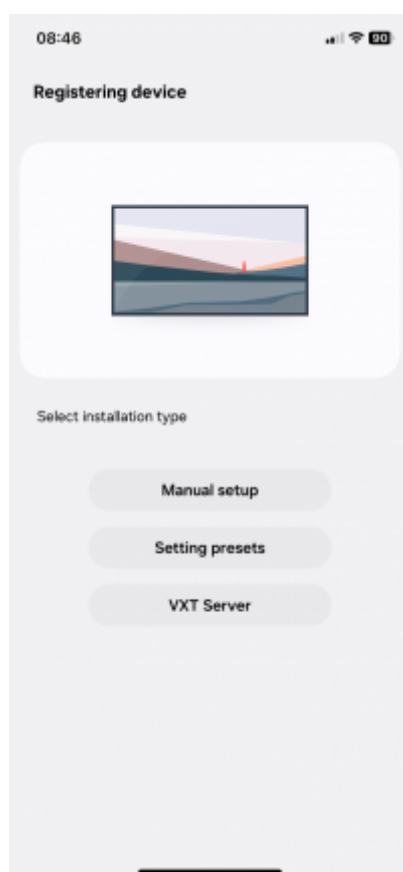 08:46
90
Registering device
Select installation type
Manual setup
Setting presets
VXT Server